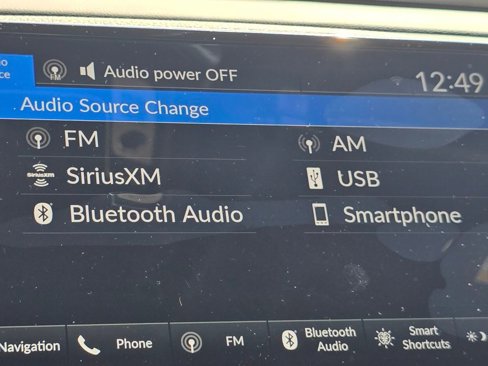 Audio power OFF
12:49
Audio Source Change
FM
AM
SiriusXM
SiriusXM
USB
Bluetooth Audio
Smartphone
Navigation
Phone
FM
Bluetooth
Audio
Smart
Shortcuts